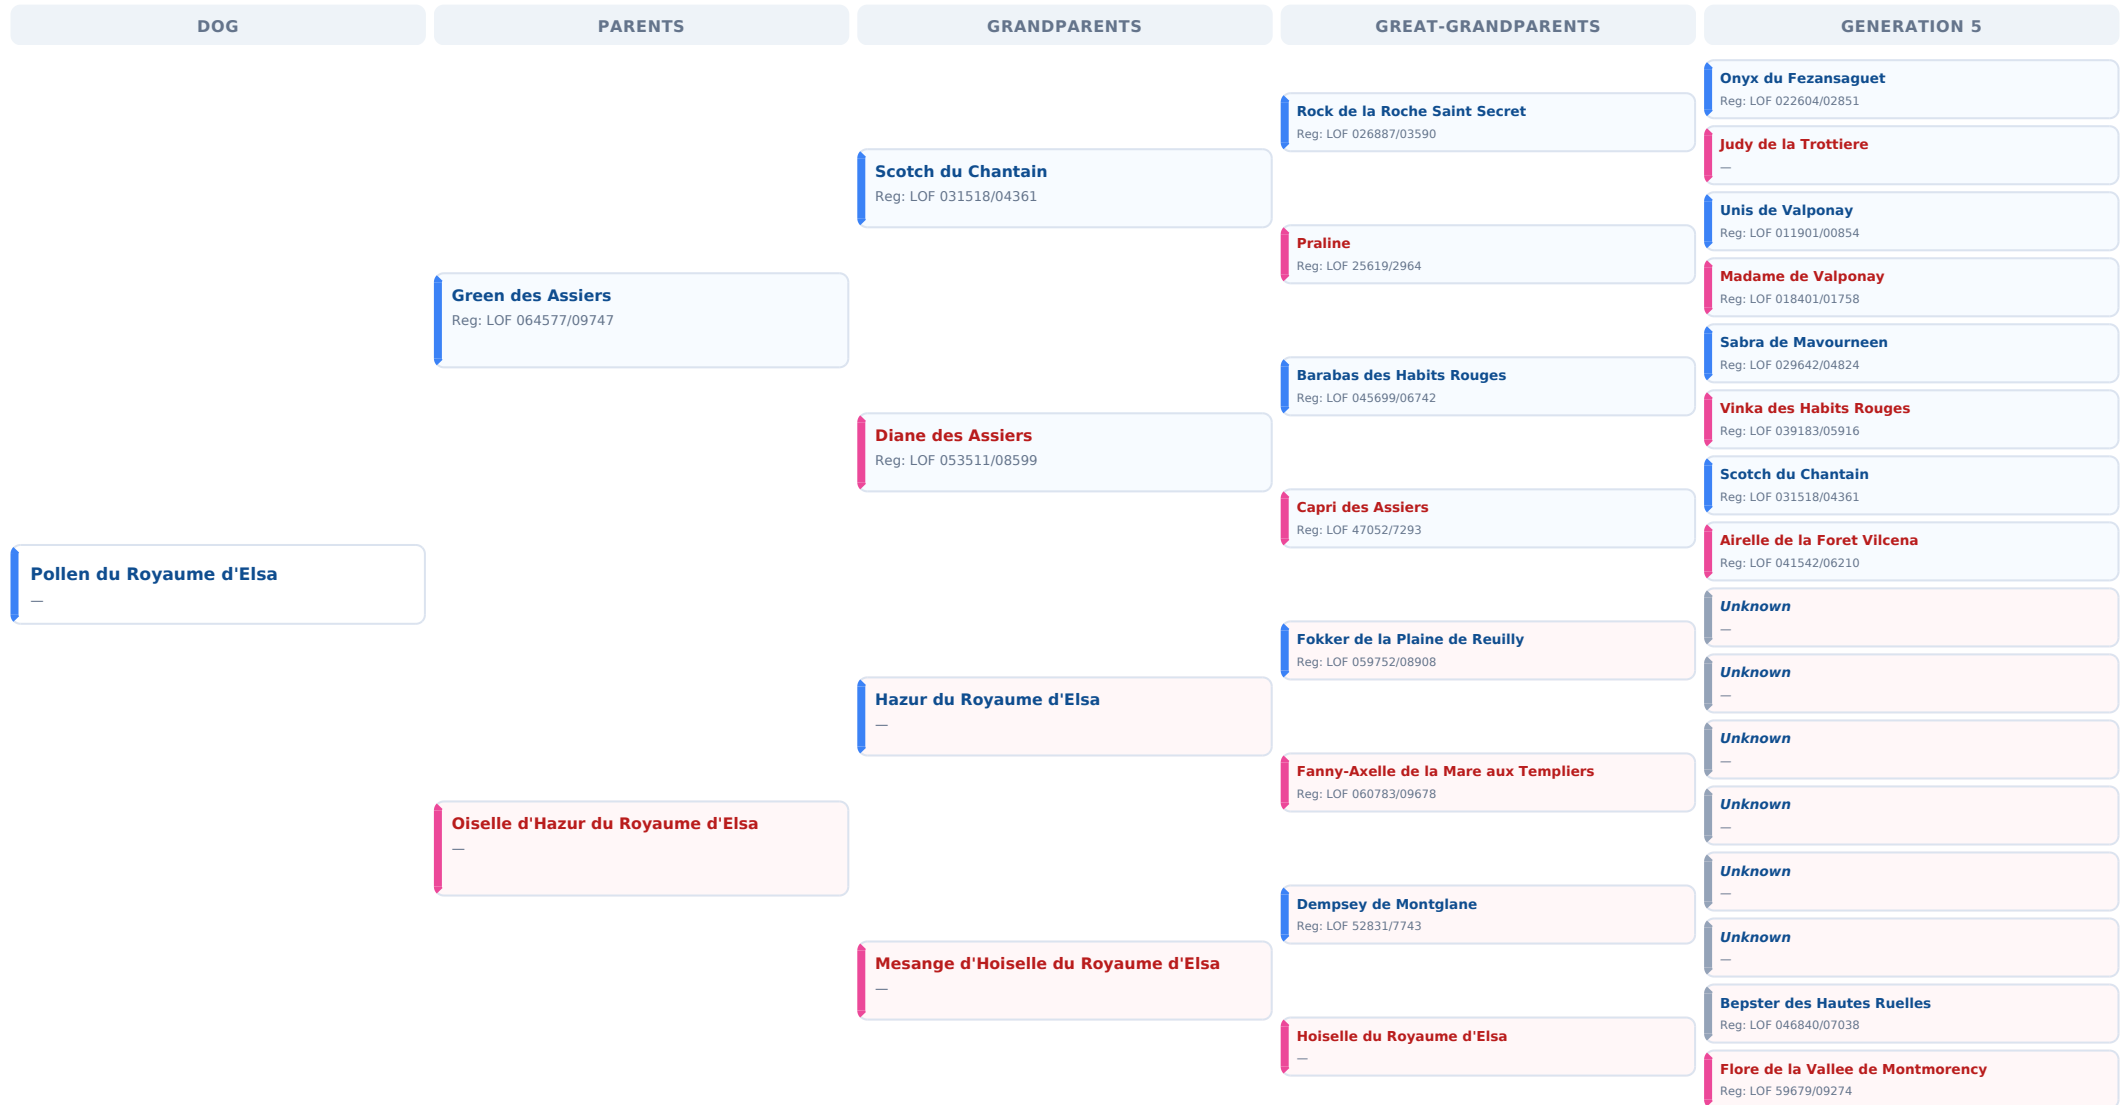 DOG
PARENTS
GRANDPARENTS
GREAT-GRANDPARENTS
GENERATION 5
Pollen du Royaume d'Elsa
—
Green des Assiers
Reg: LOF 064577/09747
Oiselle d'Hazur du Royaume d'Elsa
—
Scotch du Chantain
Reg: LOF 031518/04361
Diane des Assiers
Reg: LOF 053511/08599
Hazur du Royaume d'Elsa
—
Mesange d'Hoiselle du Royaume d'Elsa
—
Rock de la Roche Saint Secret
Reg: LOF 026887/03590
Praline
Reg: LOF 25619/2964
Barabas des Habits Rouges
Reg: LOF 045699/06742
Capri des Assiers
Reg: LOF 47052/7293
Fokker de la Plaine de Reuilly
Reg: LOF 059752/08908
Fanny-Axelle de la Mare aux Templiers
Reg: LOF 060783/09678
Dempsey de Montglane
Reg: LOF 52831/7743
Hoiselle du Royaume d'Elsa
—
Onyx du Fezansaguet
Reg: LOF 022604/02851
Judy de la Trottiere
—
Unis de Valponay
Reg: LOF 011901/00854
Madame de Valponay
Reg: LOF 018401/01758
Sabra de Mavourneen
Reg: LOF 029642/04824
Vinka des Habits Rouges
Reg: LOF 039183/05916
Scotch du Chantain
Reg: LOF 031518/04361
Airelle de la Foret Vilcena
Reg: LOF 041542/06210
Unknown
—
Unknown
—
Unknown
—
Unknown
—
Unknown
—
Unknown
—
Bepster des Hautes Ruelles
Reg: LOF 046840/07038
Flore de la Vallee de Montmorency
Reg: LOF 59679/09274